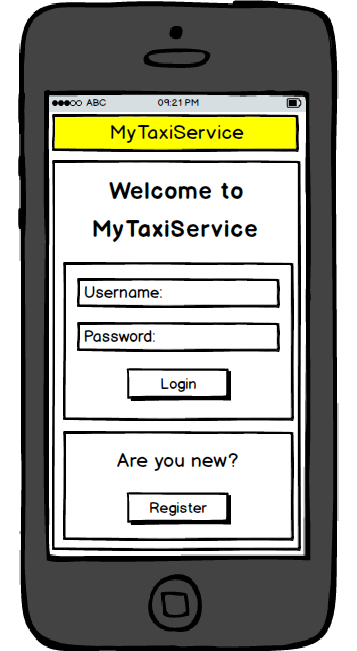 ABC 09:21 PM
MyTaxiService
Welcome to
MyTaxiService
Username:
Password:
Login
Are you new?
Register